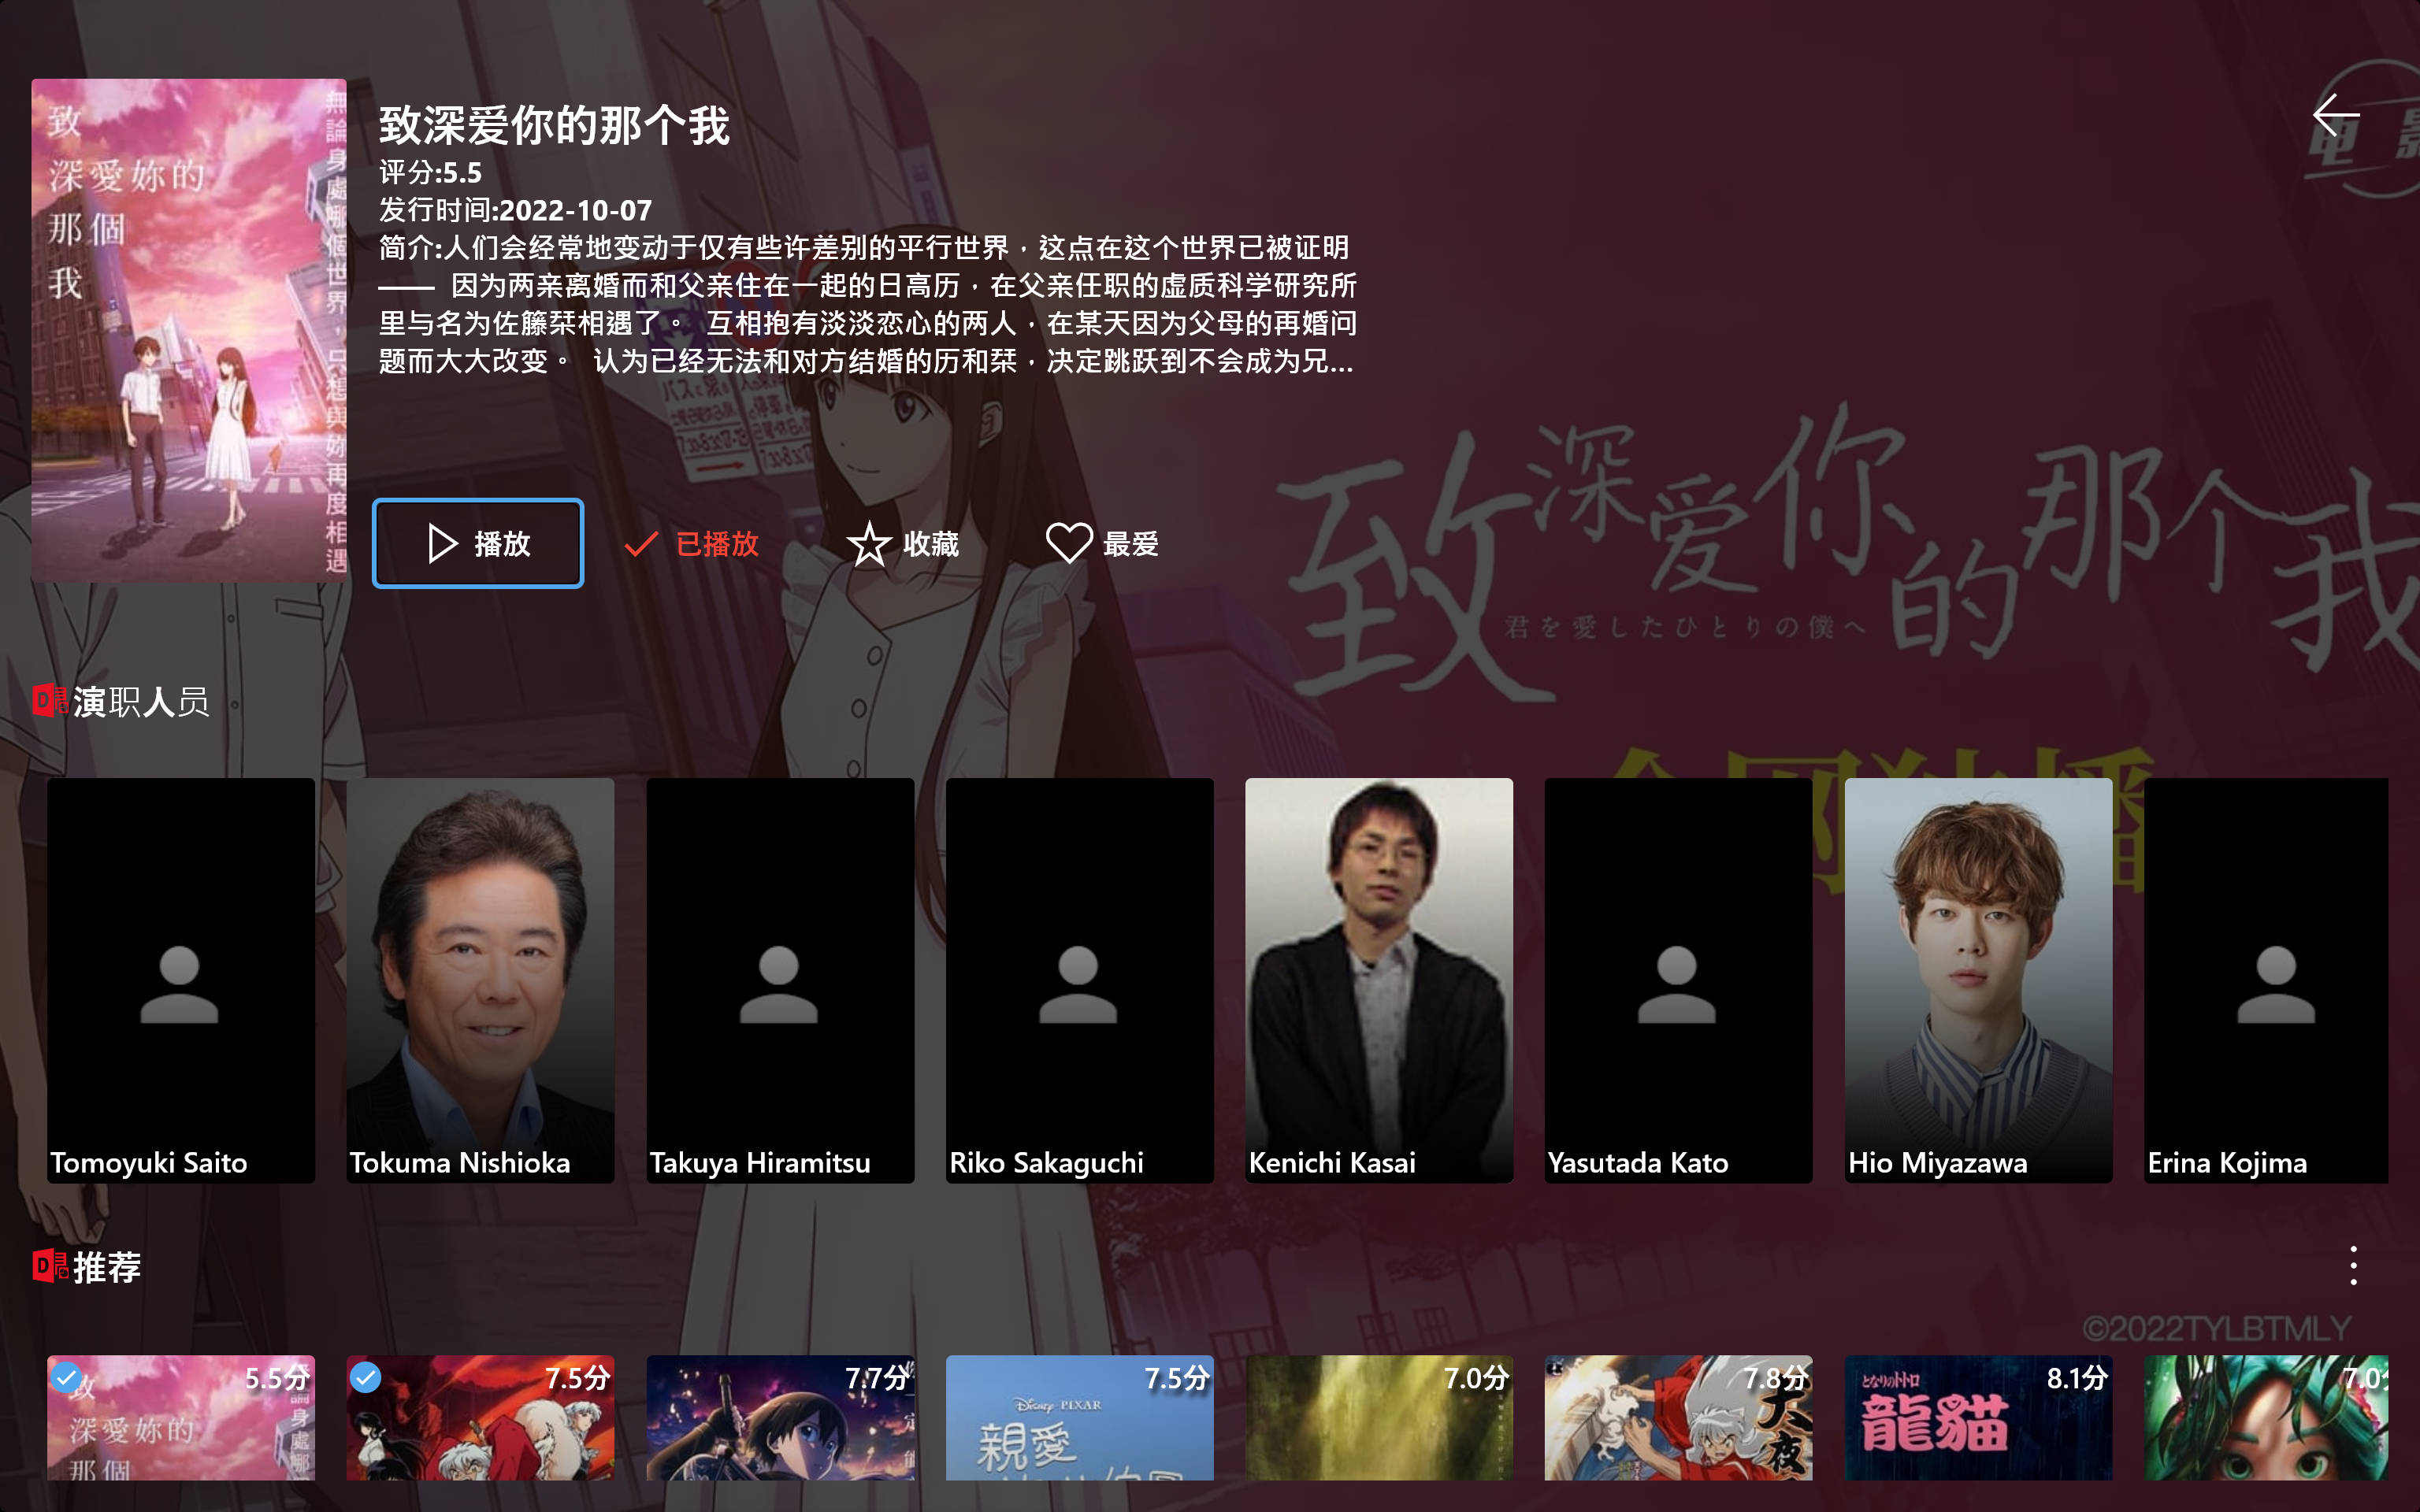 致
深愛妳的
那個
我
無論身處哪個世界，只想與妳再度相遇
致深爱你的那个我
评分:5.5
发行时间:2022-10-07
简介:人们会经常地变动于仅有些许差别的平行世界，这点在这个世界已被证明
—— 因为两亲离婚而和父亲住在一起的日高历，在父亲任职的虚质科学研究所
里与名为佐籐栞相遇了。 互相抱有淡淡恋心的两人，在某天因为父母的再婚问
题而大大改变。 认为已经无法和对方结婚的历和栞，决定跳跃到不会成为兄...
电影
致深爱你的那个我
君を愛したひとりの僕へ
播放
已播放
收藏
最爱
演职人员
Tomoyuki Saito
Tokuma Nishioka
Takuya Hiramitsu
Riko Sakaguchi
Kenichi Kasai
Yasutada Kato
Hio Miyazawa
Erina Kojima
推荐
©2022TYLBTMLY
5.5分
致
深愛妳的
那個
7.5分
7.7分
7.5分
Disney PIXAR
親愛
7.0分
7.8分
犬夜
8.1分
となりのトトロ
龍貓
7.0